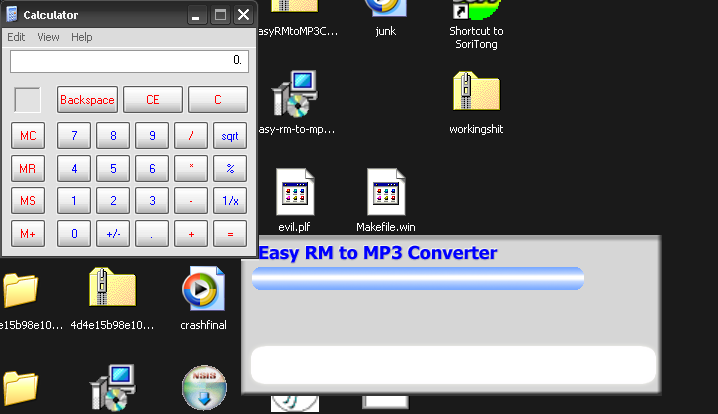 Calculator
Edit View Help
0.
Backspace CE C
MC 7 8 9 / sqrt
MR 4 5 6 * %
MS 1 2 3 - 1/x
M+ 0 +/- . + =
asyRMtoMP3C...
junk
Shortcut to
SoriTong
asy-rm-to-mp...
workingshit
evil.plf
Makefile.win
Easy RM to MP3 Converter
e15b98e10...
4d4e15b98e10...
crashfinal
NSIS